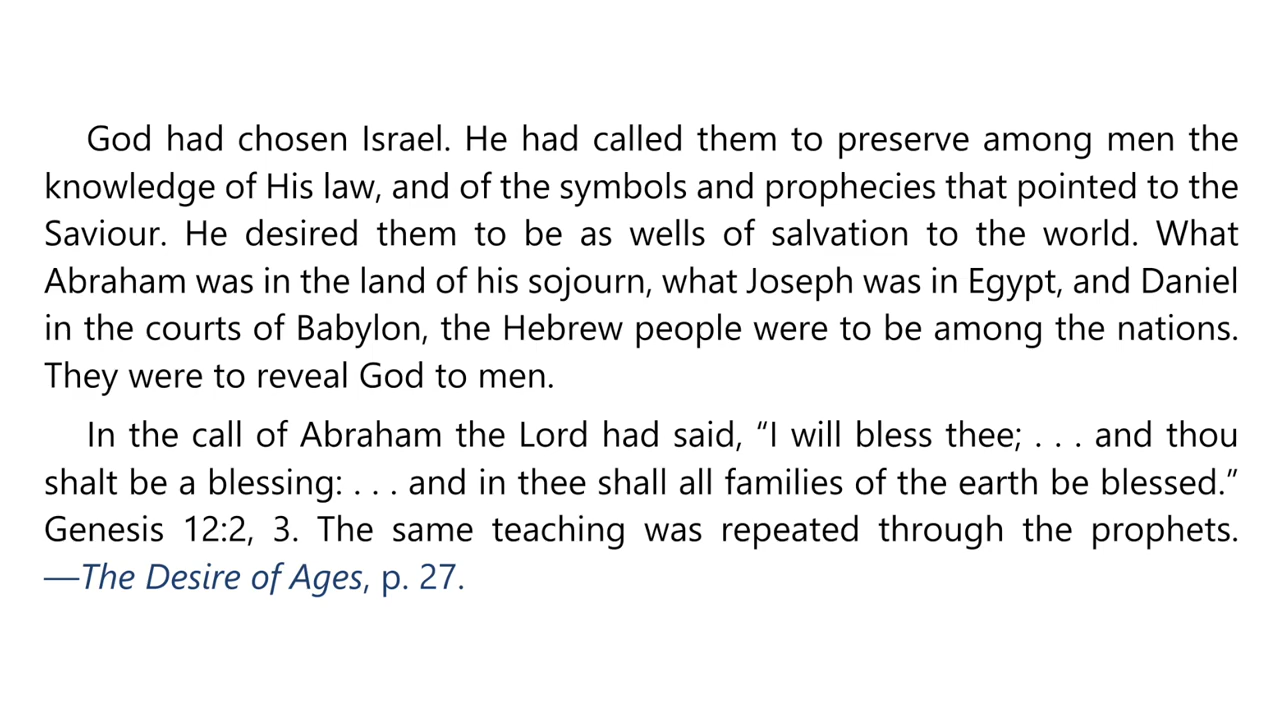 God had chosen Israel. He had called them to preserve among men the
knowledge of His law, and of the symbols and prophecies that pointed to the
Saviour. He desired them to be as wells of salvation to the world. What
Abraham was in the land of his sojourn, what Joseph was in Egypt, and Daniel
in the courts of Babylon, the Hebrew people were to be among the nations.
They were to reveal God to men.
In the call of Abraham the Lord had said, “I will bless thee; . . . and thou
shalt be a blessing: . . . and in thee shall all families of the earth be blessed.”
Genesis 12:2, 3. The same teaching was repeated through the prophets.
—The Desire of Ages, p. 27.